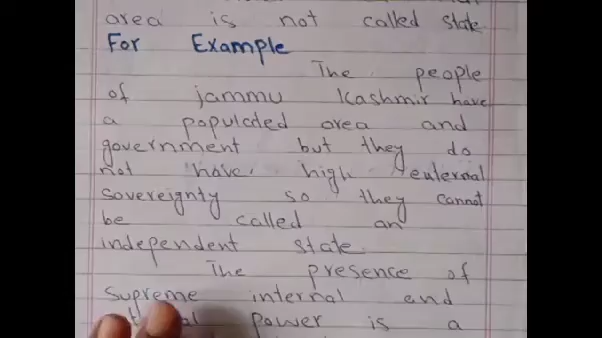 area is not called state
For Example
The people
of jammu Kashmir have
a populated area and
government but they do
not have high external
sovereignty so they cannot
be called an
independent state
The presence of
supreme internal and
power is a